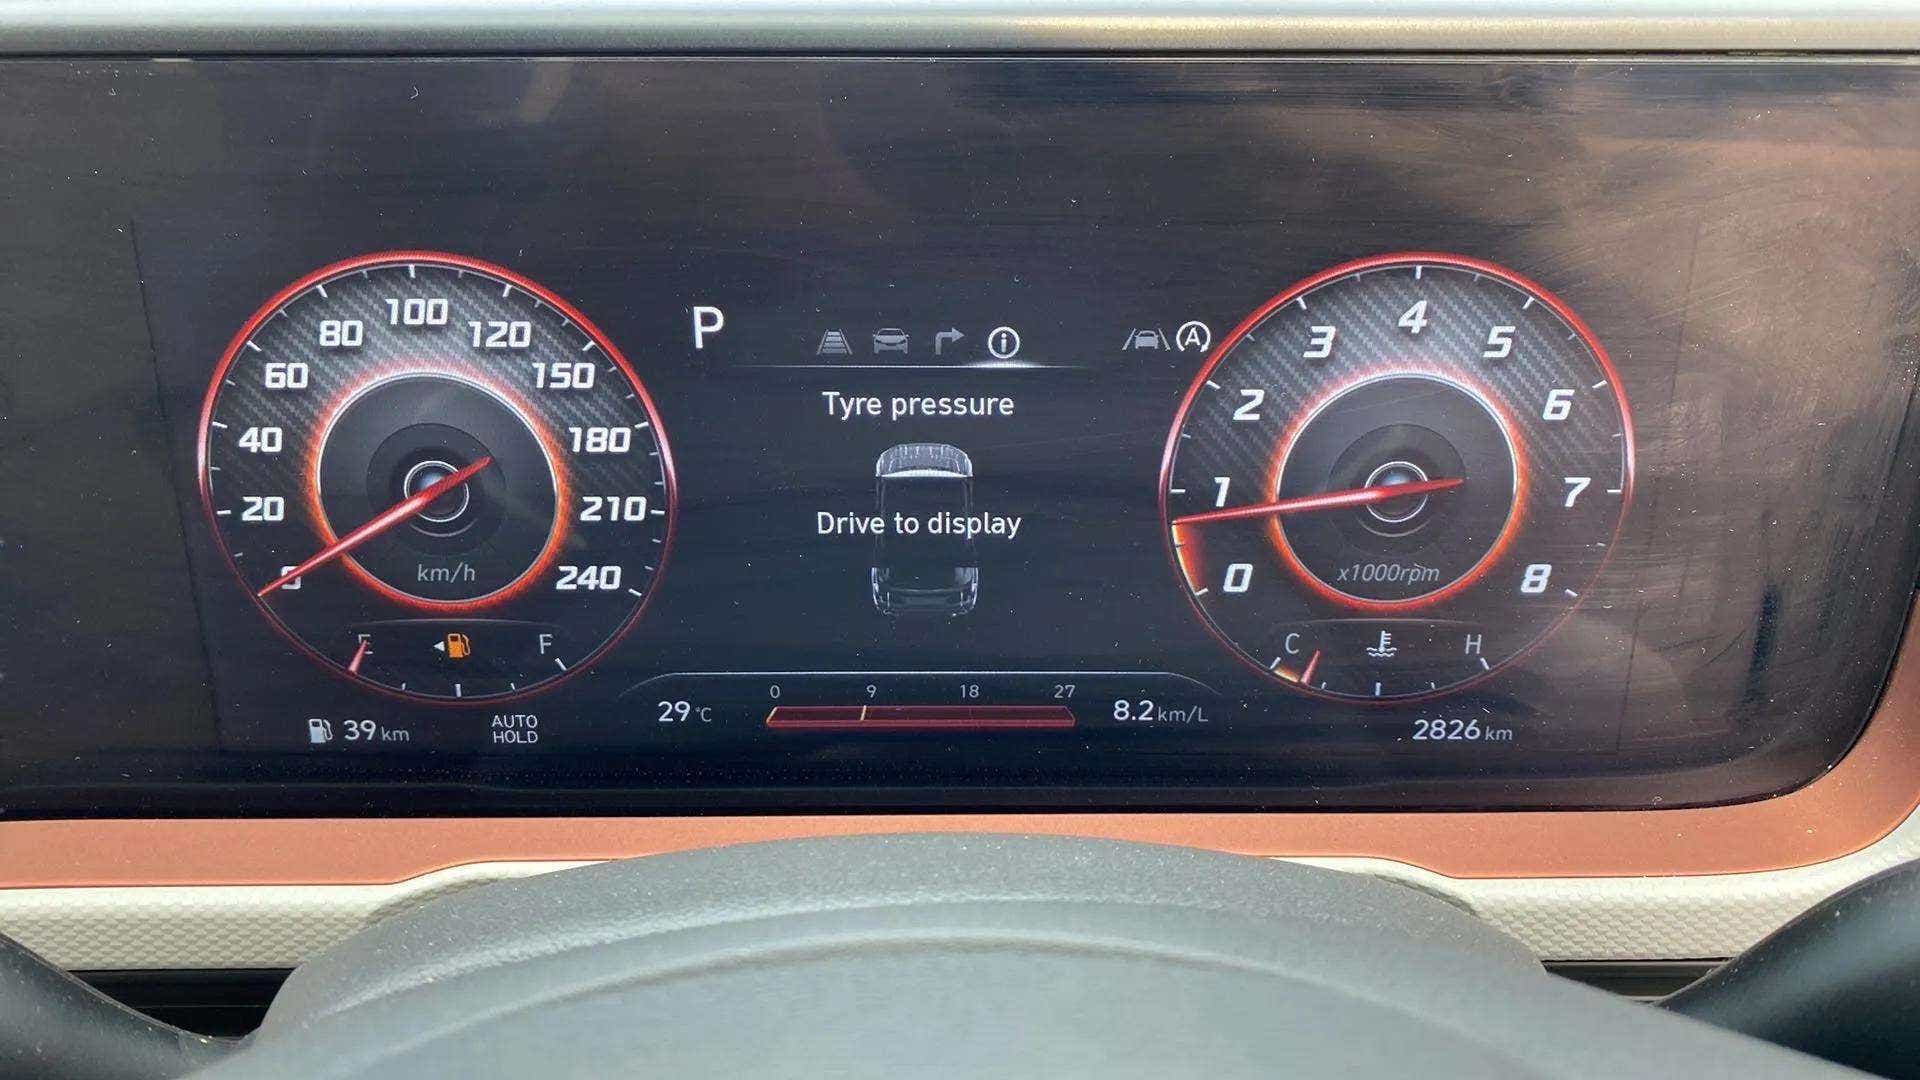 P
A
Tyre pressure
Drive to display
0 20 40 60 80 100 120 150 180 210 240
km/h
E F
39 km
AUTO
HOLD
29 °C
0 9 18 27
8.2 km/L
0 1 2 3 4 5 6 7 8
x1000rpm
C H
2826 km